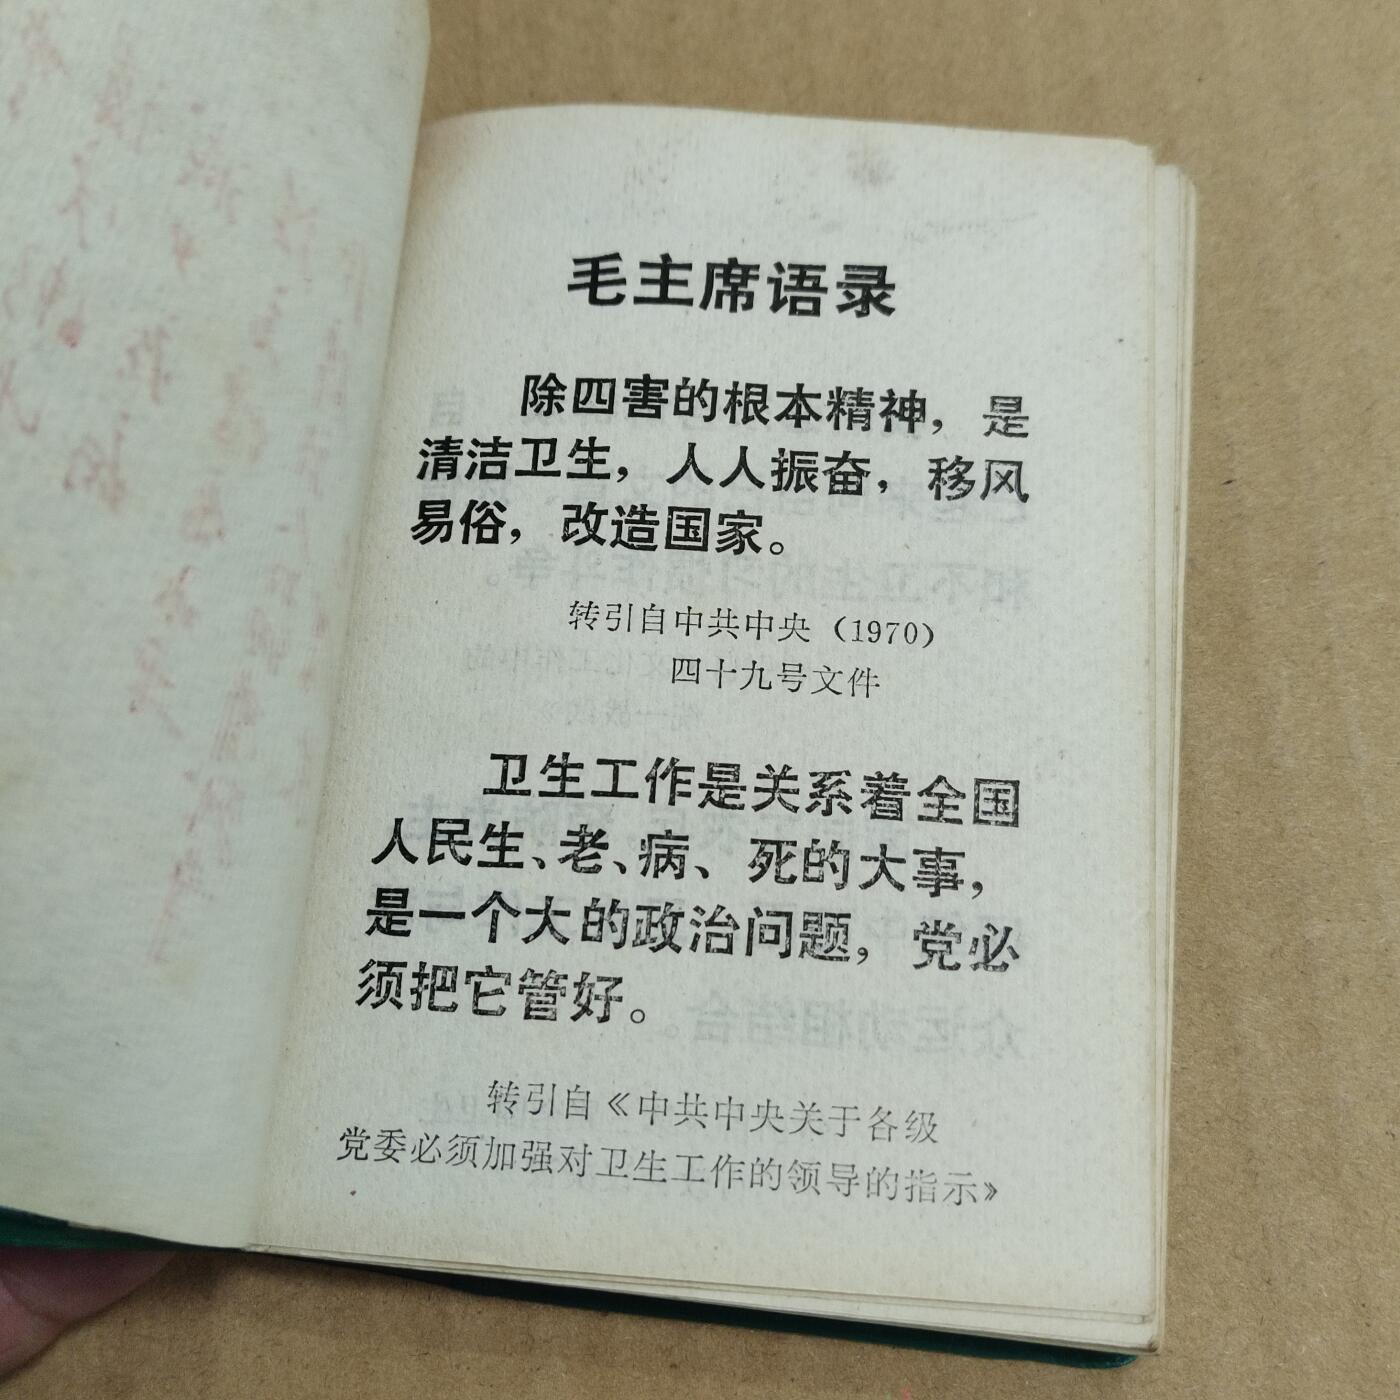 毛主席语录
除四害的根本精神，是
清洁卫生，人人振奋，移风
易俗，改造国家。
转引自中共中央（1970）
四十九号文件
卫生工作是关系着全国
人民生、老、病、死的大事，
是一个大的政治问题，党必
须把它管好。
转引自《中共中央关于各级
党委必须加强对卫生工作的领导的指示》